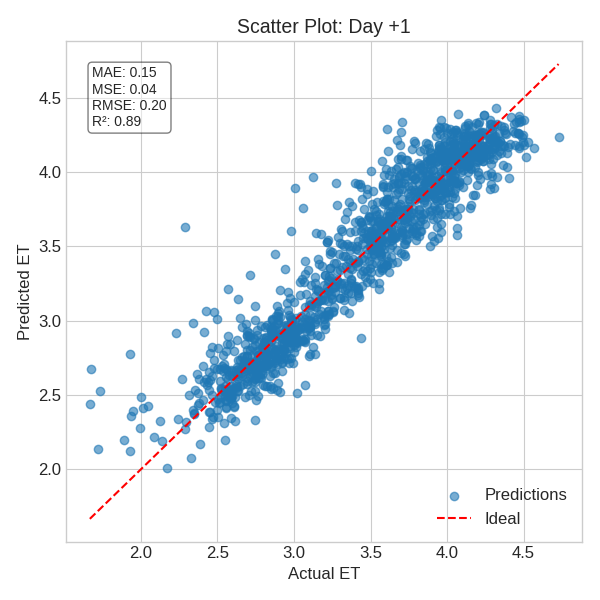 Scatter Plot: Day +1
MAE: 0.15
MSE: 0.04
RMSE: 0.20
R²: 0.89
Predicted ET
4.5
4.0
3.5
3.0
2.5
2.0
2.0 2.5 3.0 3.5 4.0 4.5
Actual ET
Predictions
Ideal